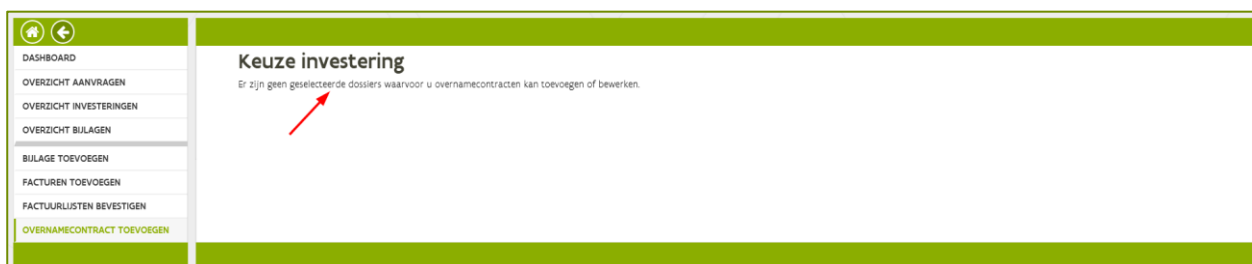 DASHBOARD
OVERZICHT AANVRAGEN
OVERZICHT INVESTERINGEN
OVERZICHT BIJLAGEN
BIJLAGE TOEVOEGEN
FACTUREN TOEVOEGEN
FACTUURLIJSTEN BEVESTIGEN
OVERNAMECONTRACT TOEVOEGEN
Keuze investering
Er zijn geen geselecteerde dossiers waarvoor u overnamecontracten kan toevoegen of bewerken.